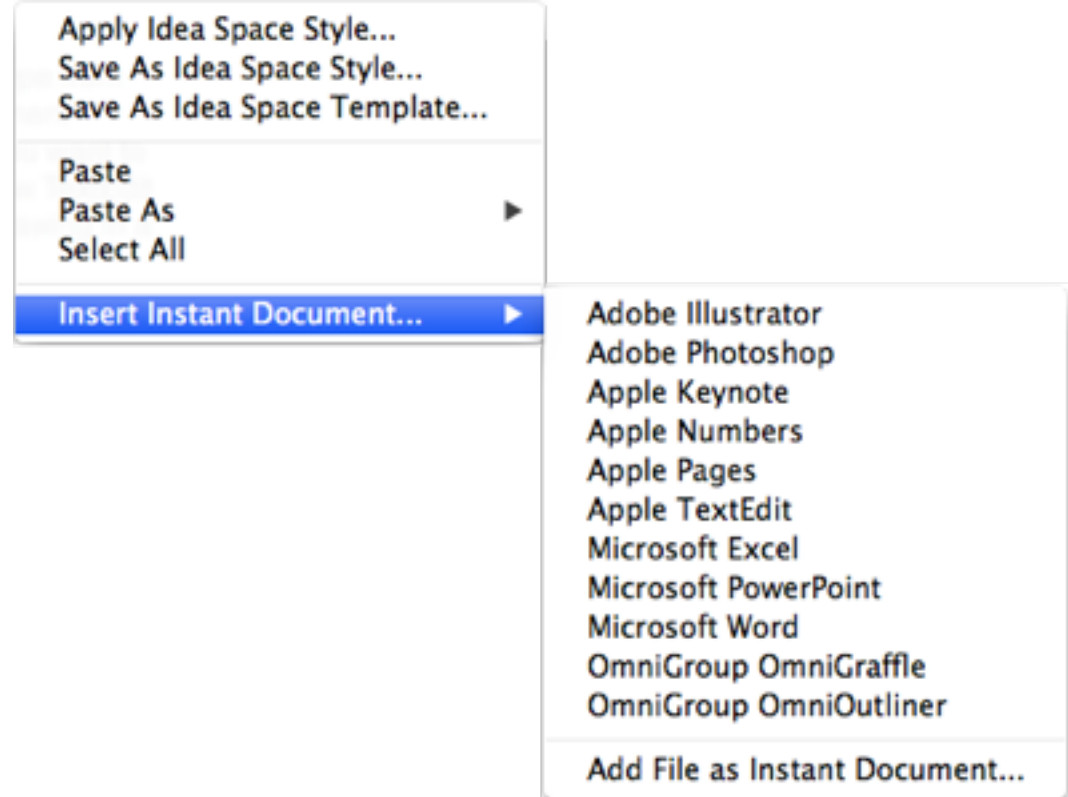 Apply Idea Space Style...
Save As Idea Space Style...
Save As Idea Space Template...
Paste
Paste As
Select All
Insert Instant Document...
Adobe Illustrator
Adobe Photoshop
Apple Keynote
Apple Numbers
Apple Pages
Apple TextEdit
Microsoft Excel
Microsoft PowerPoint
Microsoft Word
OmniGroup OmniGraffle
OmniGroup OmniOutliner
Add File as Instant Document...